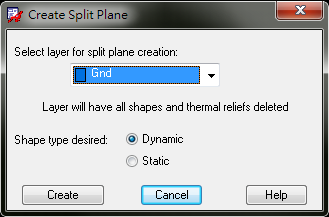 Create Split Plane
Select layer for split plane creation:
Gnd
Layer will have all shapes and thermal reliefs deleted
Shape type desired: Dynamic
Static
Create Cancel Help